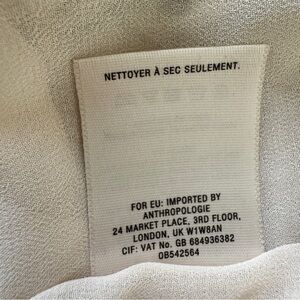 NETTOYER À SEC SEULEMENT.
FOR EU: IMPORTED BY
ANTHROPOLOGIE
24 MARKET PLACE, 3RD FLOOR,
LONDON, UK W1W8AN
CIF: VAT No. GB 684936382
OB542564